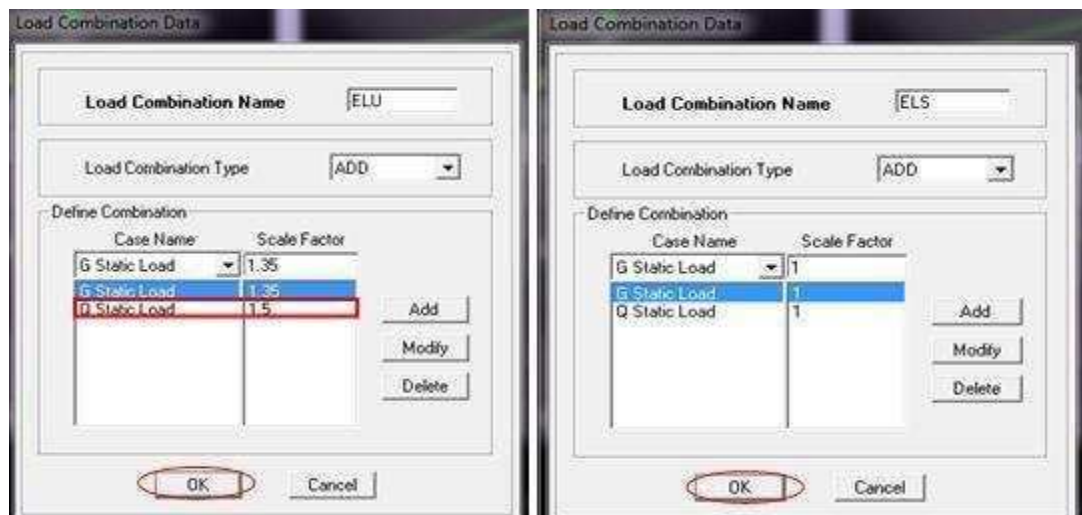 Load Combination Data
Load Combination Name ELU
Load Combination Type ADD
Define Combination
Case Name Scale Factor
G Static Load 1.35
G Static Load 1.35
Q Static Load 1.5
Add
Modify
Delete
OK Cancel
Load Combination Data
Load Combination Name ELS
Load Combination Type ADD
Define Combination
Case Name Scale Factor
G Static Load 1
G Static Load 1
Q Static Load 1
Add
Modify
Delete
OK Cancel